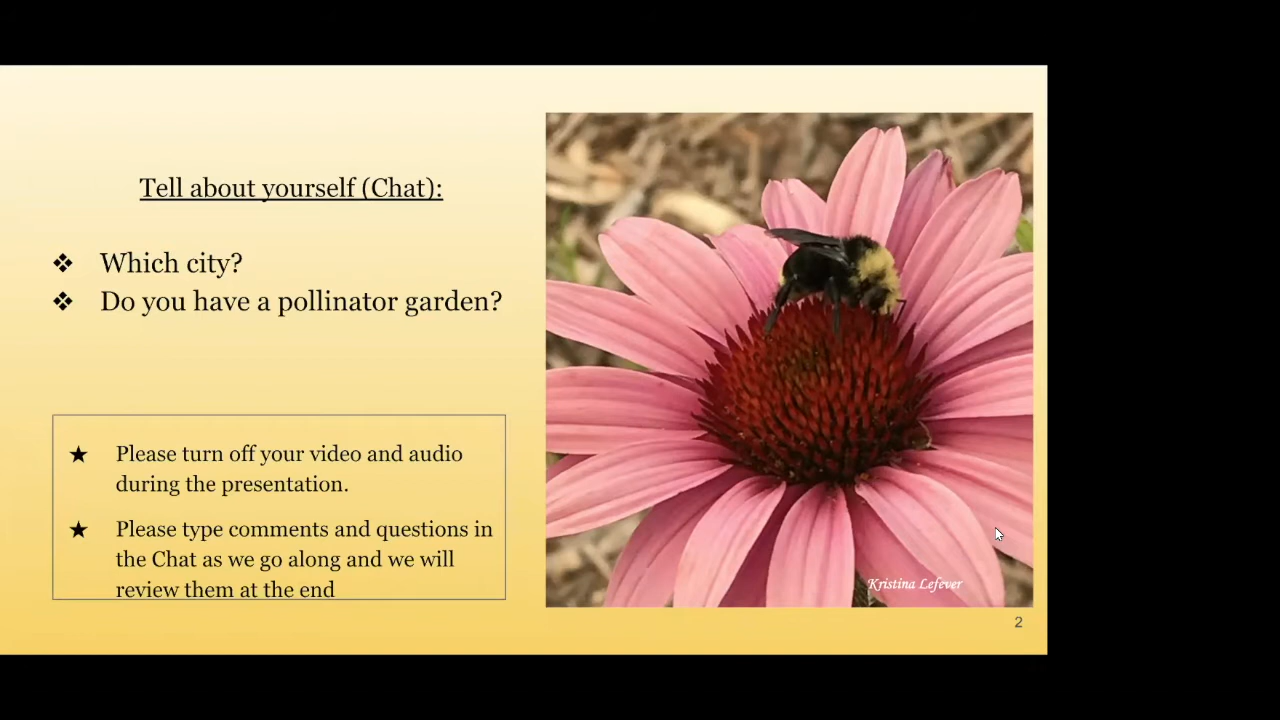 Tell about yourself (Chat):
❖ Which city?
❖ Do you have a pollinator garden?
★ Please turn off your video and audio
during the presentation.
★ Please type comments and questions in
the Chat as we go along and we will
review them at the end
Kristina Lefever
2